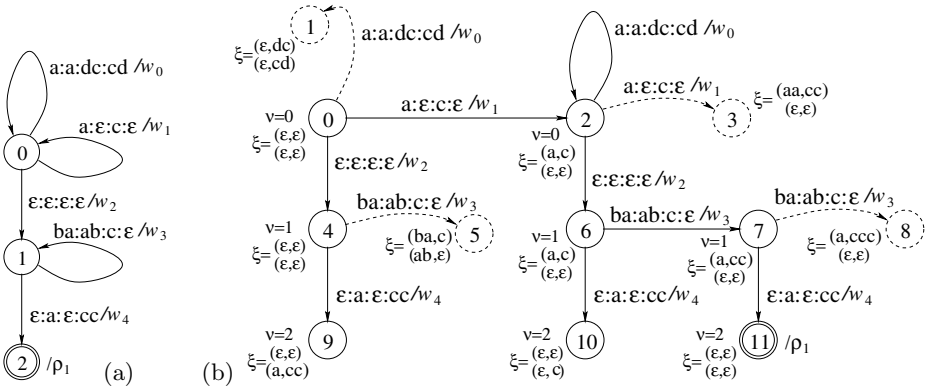 a:a:dc:cd /w₀
a:ε:c:ε /w₁
0
ε:ε:ε:ε /w₂
ba:ab:c:ε /w₃
1
ε:a:ε:cc /w₄
2 /ρ₁
(a)
(b)
1
ξ=(ε,dc)
(ε,cd)
a:a:dc:cd /w₀
ν=0
ξ=(ε,ε)
(ε,ε)
0
a:ε:c:ε /w₁
a:a:dc:cd /w₀
2
ν=0
ξ=(a,c)
(ε,ε)
a:ε:c:ε /w₁
3
ξ=(aa,cc)
(ε,ε)
ε:ε:ε:ε /w₂
ε:ε:ε:ε /w₂
ν=1
ξ=(ε,ε)
(ε,ε)
4
ba:ab:c:ε /w₃
5
ξ=(ba,c)
(ab,ε)
6
ν=1
ξ=(a,c)
(ε,ε)
ba:ab:c:ε /w₃
7
ν=1
ξ=(a,cc)
(ε,ε)
ba:ab:c:ε /w₃
8
ξ=(a,ccc)
(ε,ε)
ε:a:ε:cc /w₄
ε:a:ε:cc /w₄
ε:a:ε:cc /w₄
ν=2
ξ=(ε,ε)
(a,cc)
9
ν=2
ξ=(ε,ε)
(ε,c)
10
ν=2
ξ=(ε,ε)
(ε,ε)
11 /ρ₁